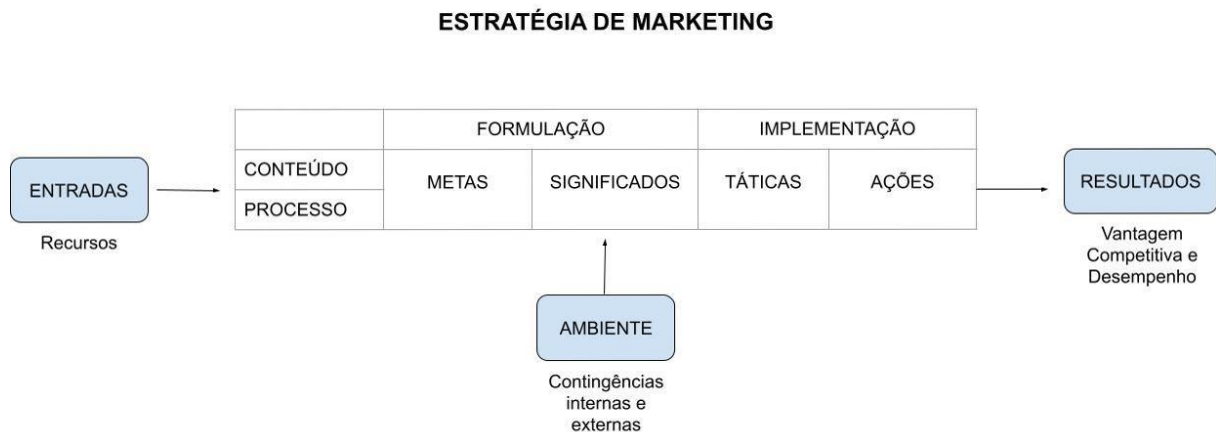 ESTRATÉGIA DE MARKETING
FORMULAÇÃO
IMPLEMENTAÇÃO
CONTEÚDO
PROCESSO
METAS
SIGNIFICADOS
TÁTICAS
AÇÕES
ENTRADAS
Recursos
RESULTADOS
Vantagem
Competitiva e
Desempenho
AMBIENTE
Contingências
internas e
externas